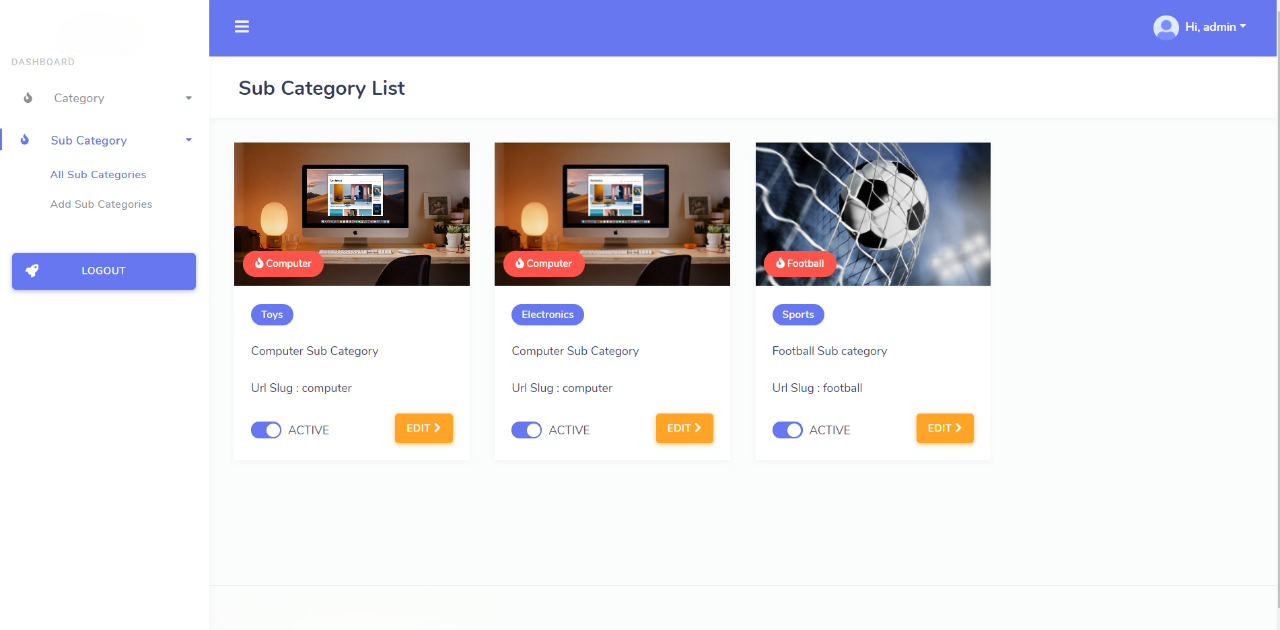 Hi, admin
DASHBOARD
Category
Sub Category
All Sub Categories
Add Sub Categories
LOGOUT
Sub Category List
Computer
Toys
Computer Sub Category
Url Slug : computer
ACTIVE
EDIT
Computer
Electronics
Computer Sub Category
Url Slug : computer
ACTIVE
EDIT
Football
Sports
Football Sub category
Url Slug : football
ACTIVE
EDIT